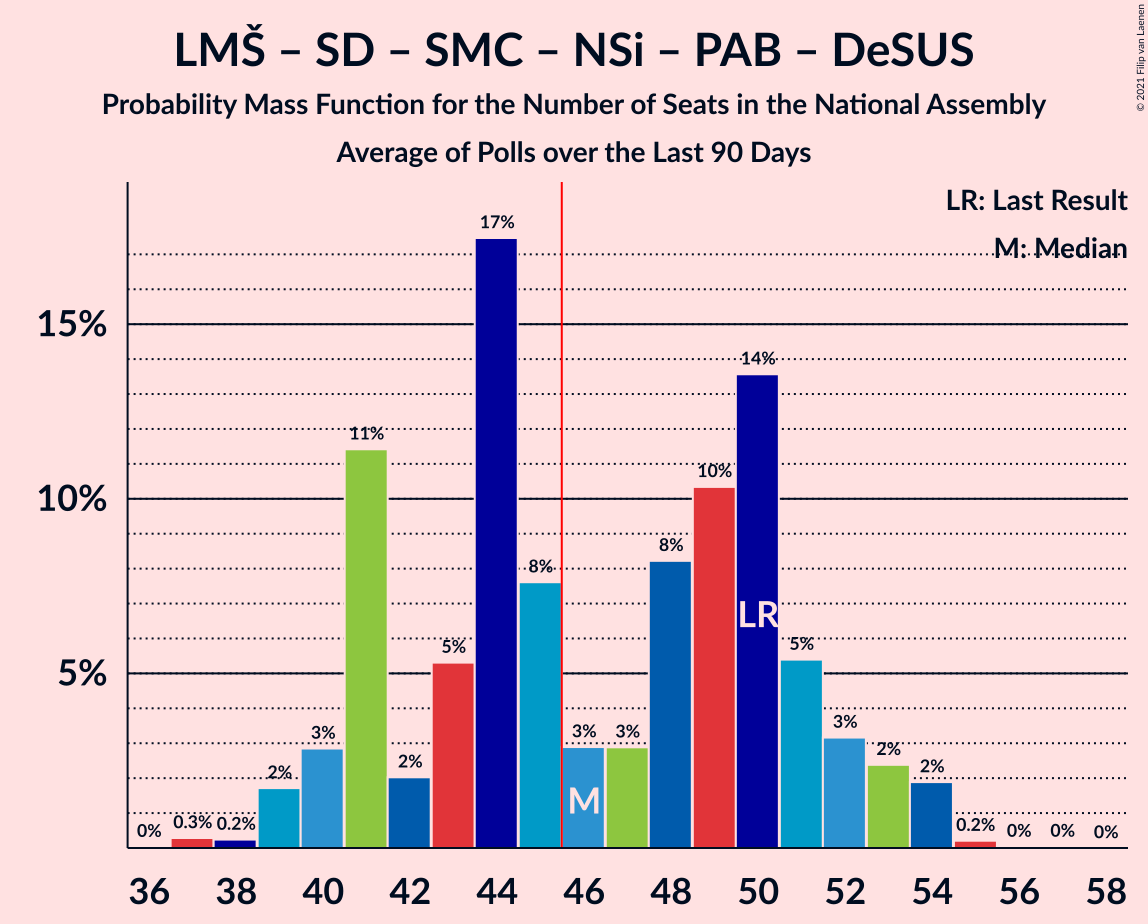 LMŠ – SD – SMC – NSi – PAB – DeSUS
Probability Mass Function for the Number of Seats in the National Assembly
Average of Polls over the Last 90 Days
© 2021 Filip van Laenen
LR: Last Result
M: Median
15%
10%
5%
0%
0.3%
0.2%
2%
3%
11%
2%
5%
17%
8%
3%
3%
8%
10%
14%
5%
3%
2%
2%
0.2%
0%
0%
0%
LR
M
36 38 40 42 44 46 48 50 52 54 56 58